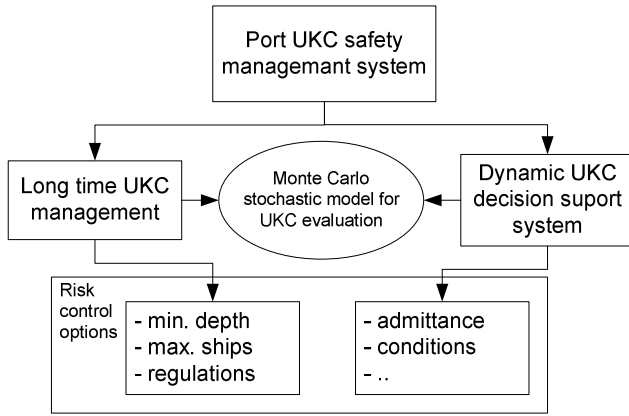 Port UKC safety
managemant system
Long time UKC
management
Monte Carlo
stochastic model for
UKC evaluation
Dynamic UKC
decision suport
system
Risk
control
options
- min. depth
- max. ships
- regulations
- admittance
- conditions
- ..